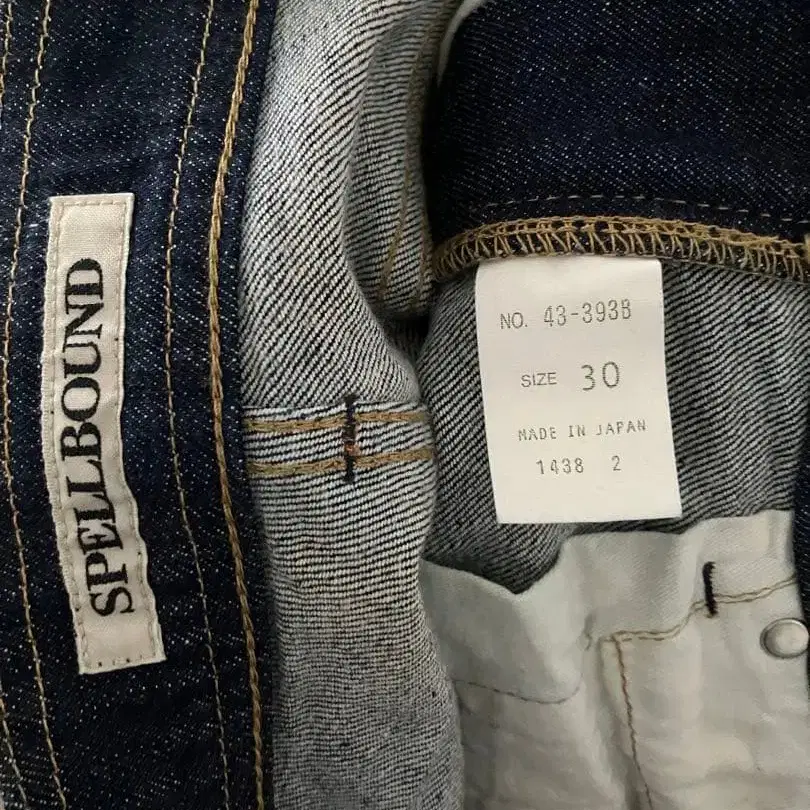 SPELLBOUND
NO. 43-393B
SIZE 30
MADE IN JAPAN
1438 2